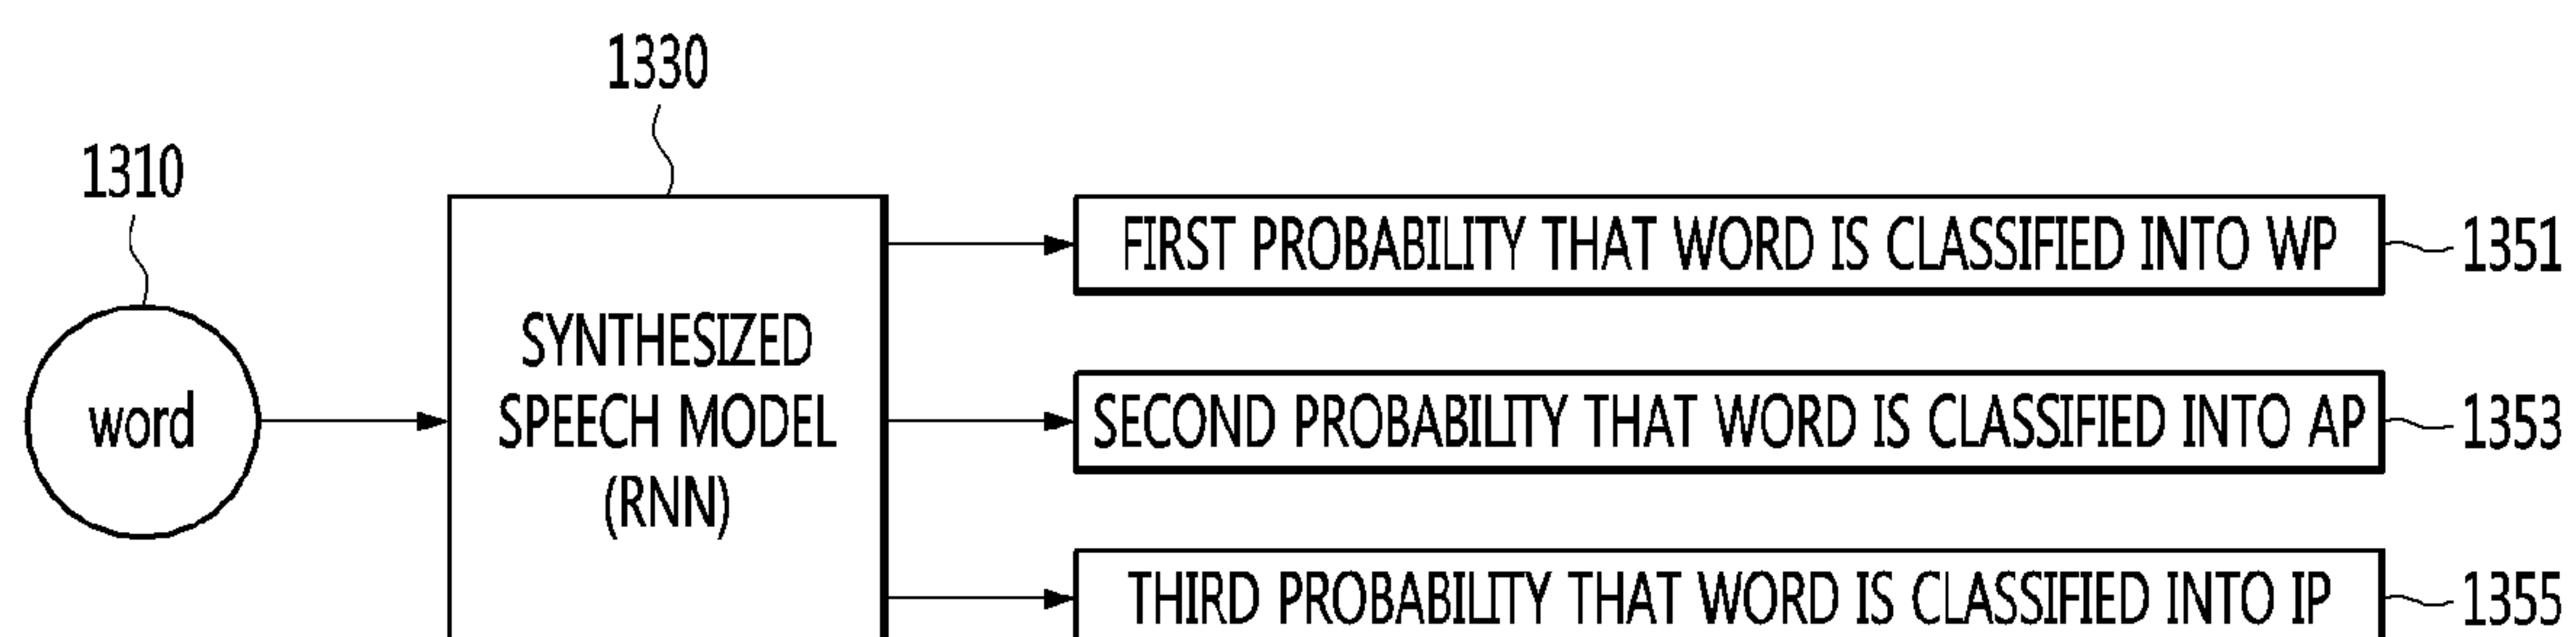 1330
1310
word
SYNTHESIZED
SPEECH MODEL
(RNN)
FIRST PROBABILITY THAT WORD IS CLASSIFIED INTO WP
1351
SECOND PROBABILITY THAT WORD IS CLASSIFIED INTO AP
1353
THIRD PROBABILITY THAT WORD IS CLASSIFIED INTO IP
1355